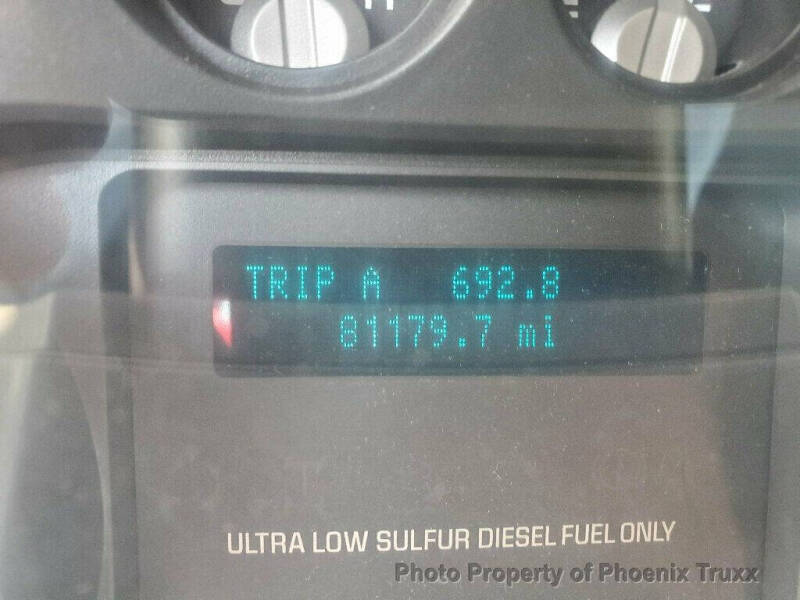 TRIP A 692.8
81179.7 mi
ULTRA LOW SULFUR DIESEL FUEL ONLY
Photo Property of Phoenix Truxx